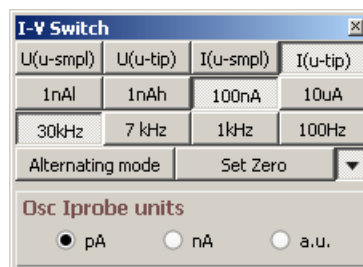 I-V Switch
U(u-smpl) U(u-tip) I(u-smpl) I(u-tip)
1nAl 1nAh 100nA 10uA
30kHz 7 kHz 1kHz 100Hz
Alternating mode Set Zero
Osc Iprobe units
pA nA a.u.